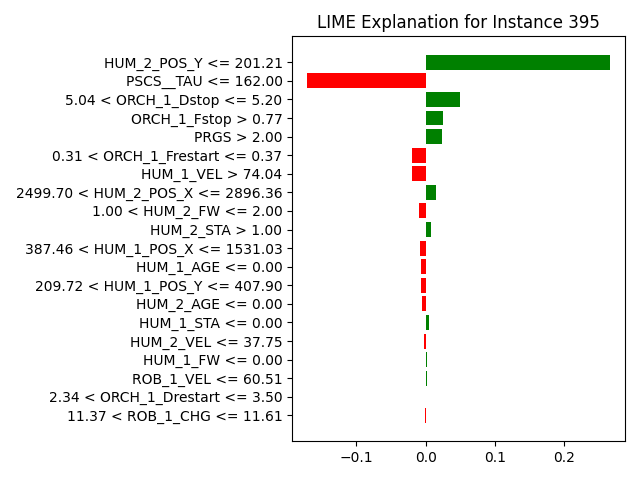 LIME Explanation for Instance 395
HUM_2_POS_Y <= 201.21
PSCS__TAU <= 162.00
5.04 < ORCH_1_Dstop <= 5.20
ORCH_1_Fstop > 0.77
PRGS > 2.00
0.31 < ORCH_1_Frestart <= 0.37
HUM_1_VEL > 74.04
2499.70 < HUM_2_POS_X <= 2896.36
1.00 < HUM_2_FW <= 2.00
HUM_2_STA > 1.00
387.46 < HUM_1_POS_X <= 1531.03
HUM_1_AGE <= 0.00
209.72 < HUM_1_POS_Y <= 407.90
HUM_2_AGE <= 0.00
HUM_1_STA <= 0.00
HUM_2_VEL <= 37.75
HUM_1_FW <= 0.00
ROB_1_VEL <= 60.51
2.34 < ORCH_1_Drestart <= 3.50
11.37 < ROB_1_CHG <= 11.61
−0.1 0.0 0.1 0.2